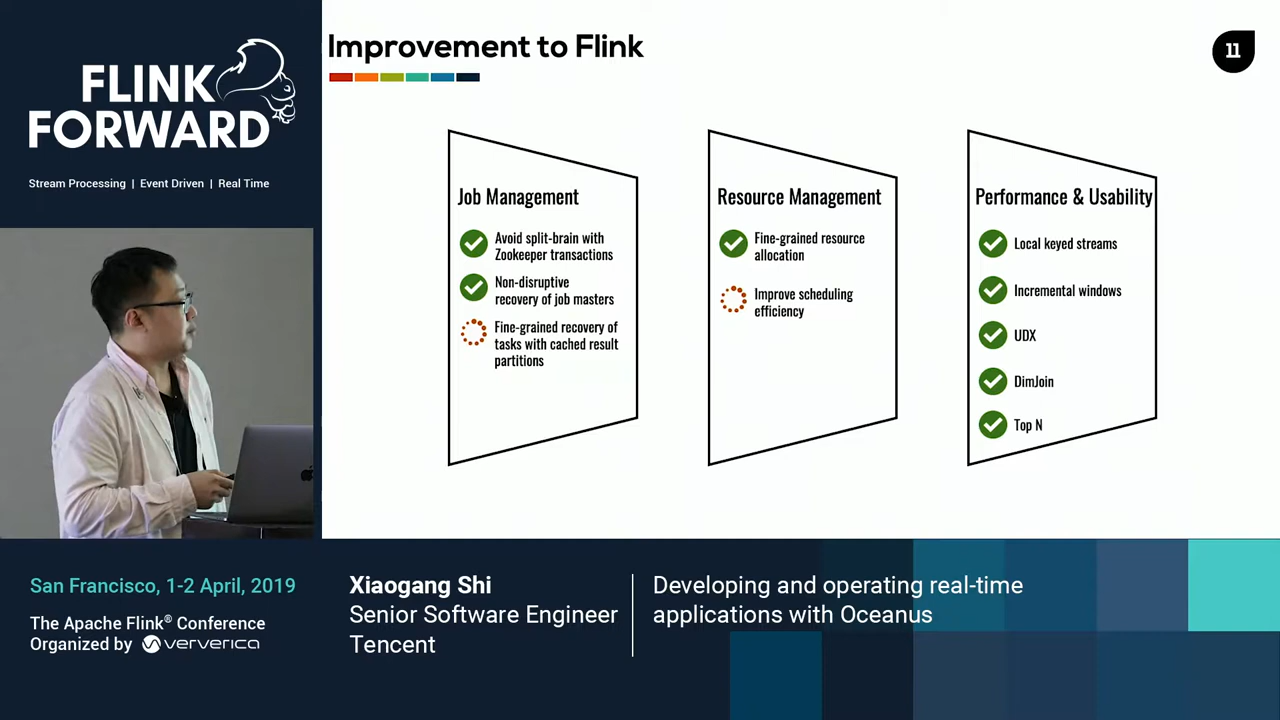 FLINK
FORWARD
Stream Processing | Event Driven | Real Time
Improvement to Flink
11
Job Management
Avoid split-brain with
Zookeeper transactions
Non-disruptive
recovery of job masters
Fine-grained recovery of
tasks with cached result
partitions
Resource Management
Fine-grained resource
allocation
Improve scheduling
efficiency
Performance & Usability
Local keyed streams
Incremental windows
UDX
DimJoin
Top N
San Francisco, 1-2 April, 2019
The Apache Flink® Conference
Organized by ververica
Xiaogang Shi
Senior Software Engineer
Tencent
Developing and operating real-time
applications with Oceanus